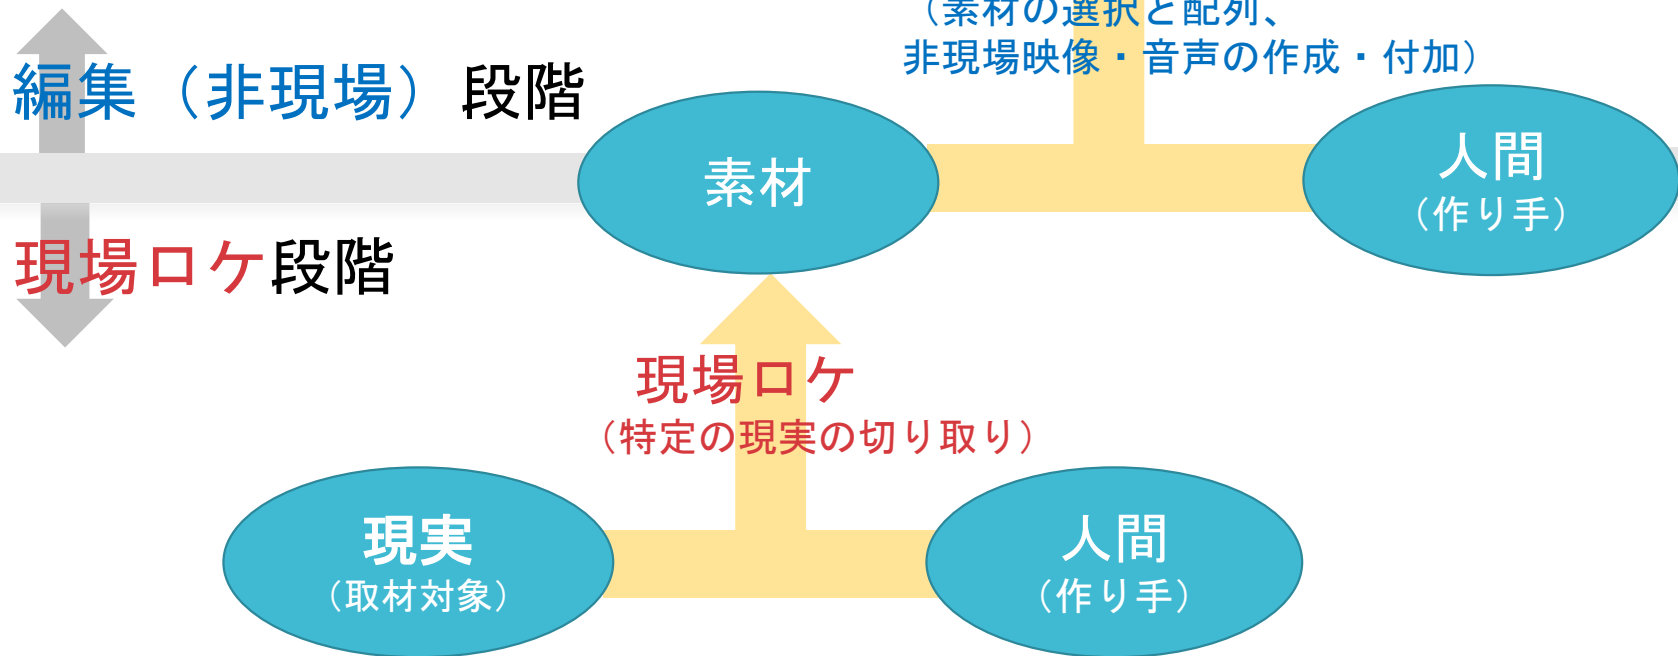 （素材の選択と配列、
非現場映像・音声の作成・付加）
編集（非現場）段階
素材
人間
（作り手）
現場ロケ段階
現場ロケ
（特定の現実の切り取り）
現実
（取材対象）
人間
（作り手）